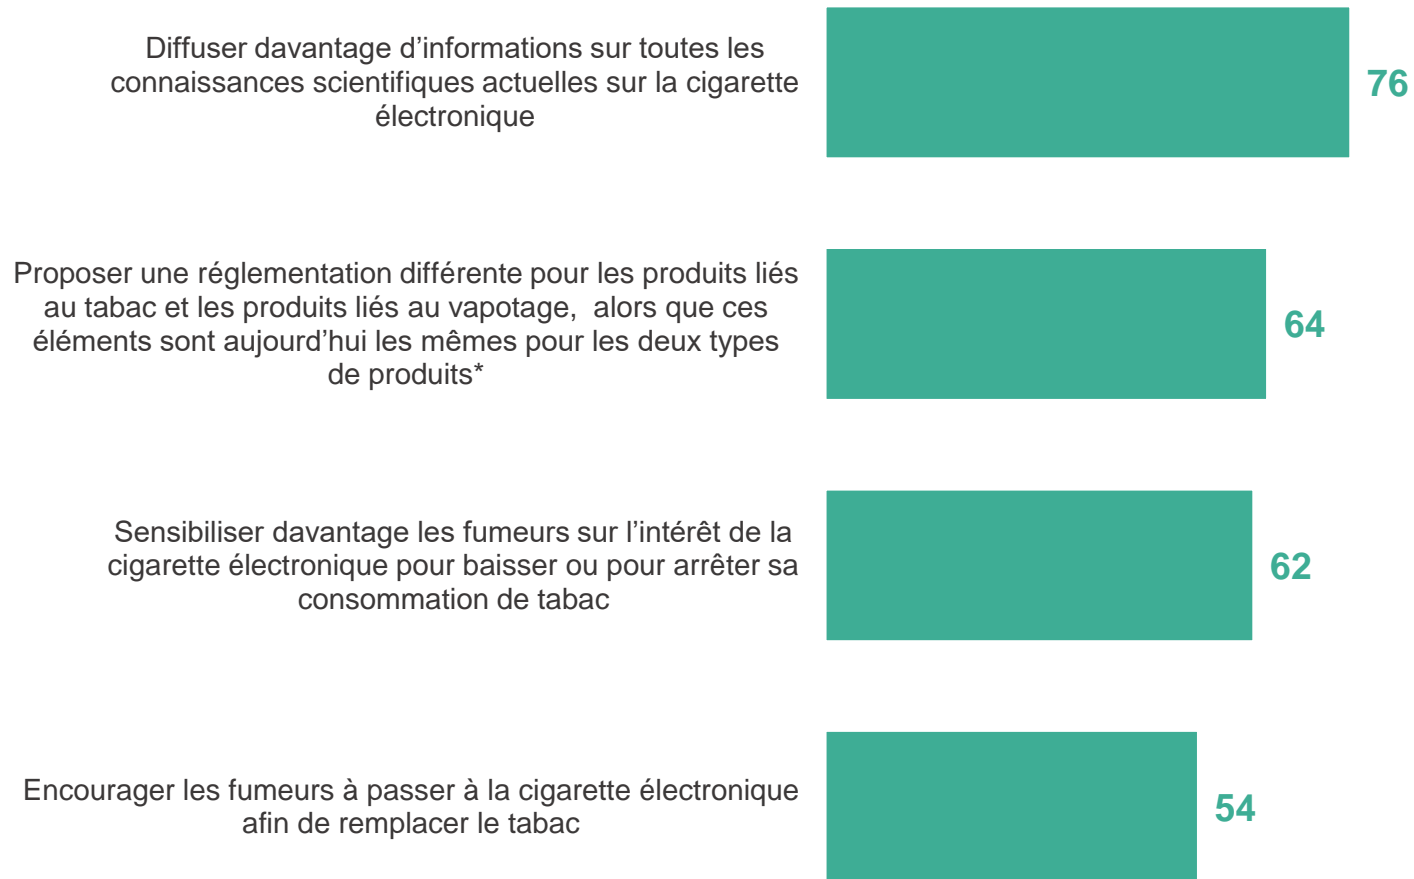 Diffuser davantage d’informations sur toutes les
connaissances scientifiques actuelles sur la cigarette
électronique
76
Proposer une réglementation différente pour les produits liés
au tabac et les produits liés au vapotage,  alors que ces
éléments sont aujourd’hui les mêmes pour les deux types
de produits*
64
Sensibiliser davantage les fumeurs sur l’intérêt de la
cigarette électronique pour baisser ou pour arrêter sa
consommation de tabac
62
Encourager les fumeurs à passer à la cigarette électronique
afin de remplacer le tabac
54